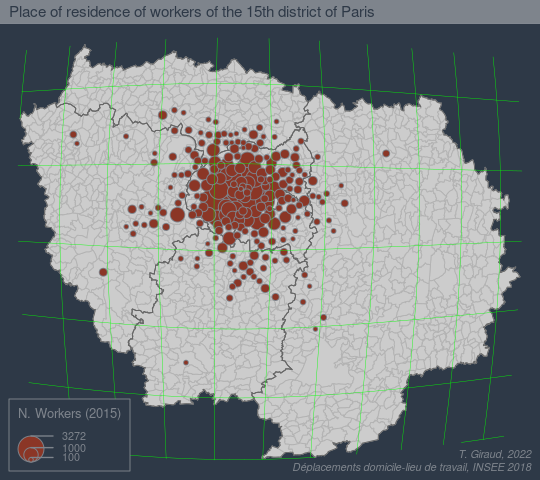 Place of residence of workers of the 15th district of Paris
N. Workers (2015)
3272
1000
100
T. Giraud, 2022
Déplacements domicile-lieu de travail, INSEE 2018